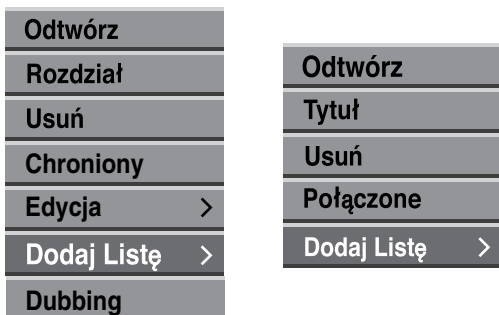 Odtwórz
Rozdział
Usuń
Chroniony
Edycja >
Dodaj Listę >
Dubbing
Odtwórz
Tytuł
Usuń
Połączone
Dodaj Listę >